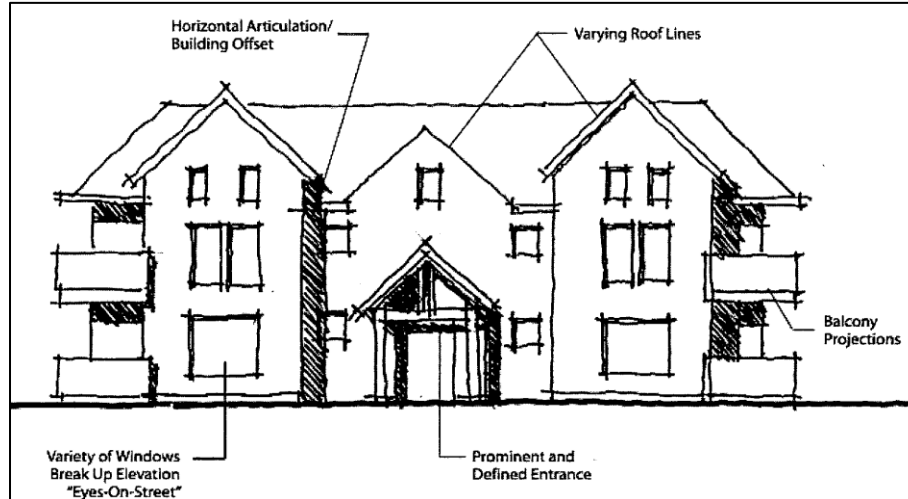 Horizontal Articulation/
Building Offset
Varying Roof Lines
Balcony
Projections
Variety of Windows
Break Up Elevation
"Eyes-On-Street"
Prominent and
Defined Entrance